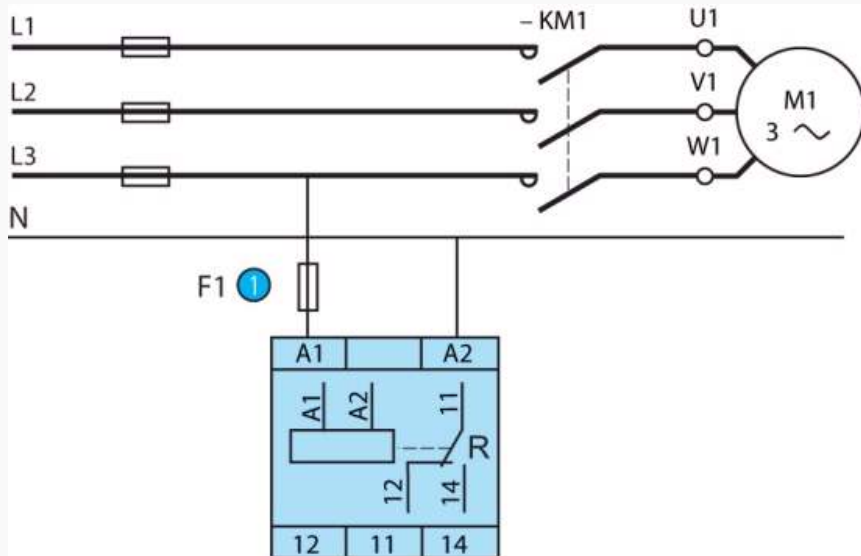 L1
– KM1
U1
L2
V1
M1
3
L3
W1
N
F1 1
A1 A2
A1 A2 11
R
12 14
12 11 14